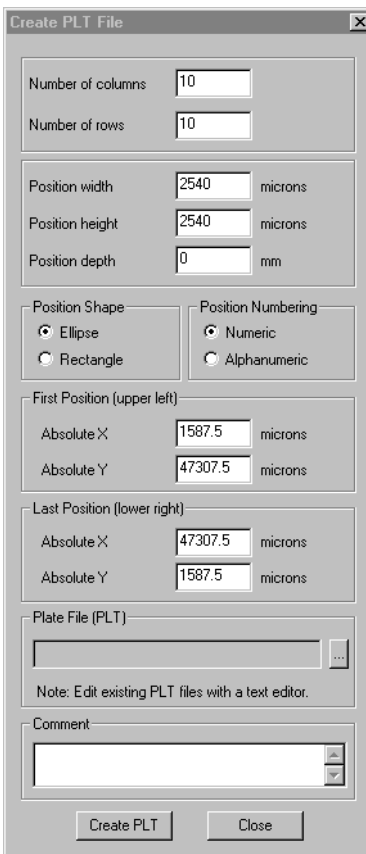 Create PLT File
Number of columns 10
Number of rows 10
Position width 2540 microns
Position height 2540 microns
Position depth 0 mm
Position Shape Position Numbering
Ellipse Numeric
Rectangle Alphanumeric
First Position (upper left)
Absolute X 1587.5 microns
Absolute Y 47307.5 microns
Last Position (lower right)
Absolute X 47307.5 microns
Absolute Y 1587.5 microns
Plate File (PLT)
...
Note: Edit existing PLT files with a text editor.
Comment
Create PLT Close